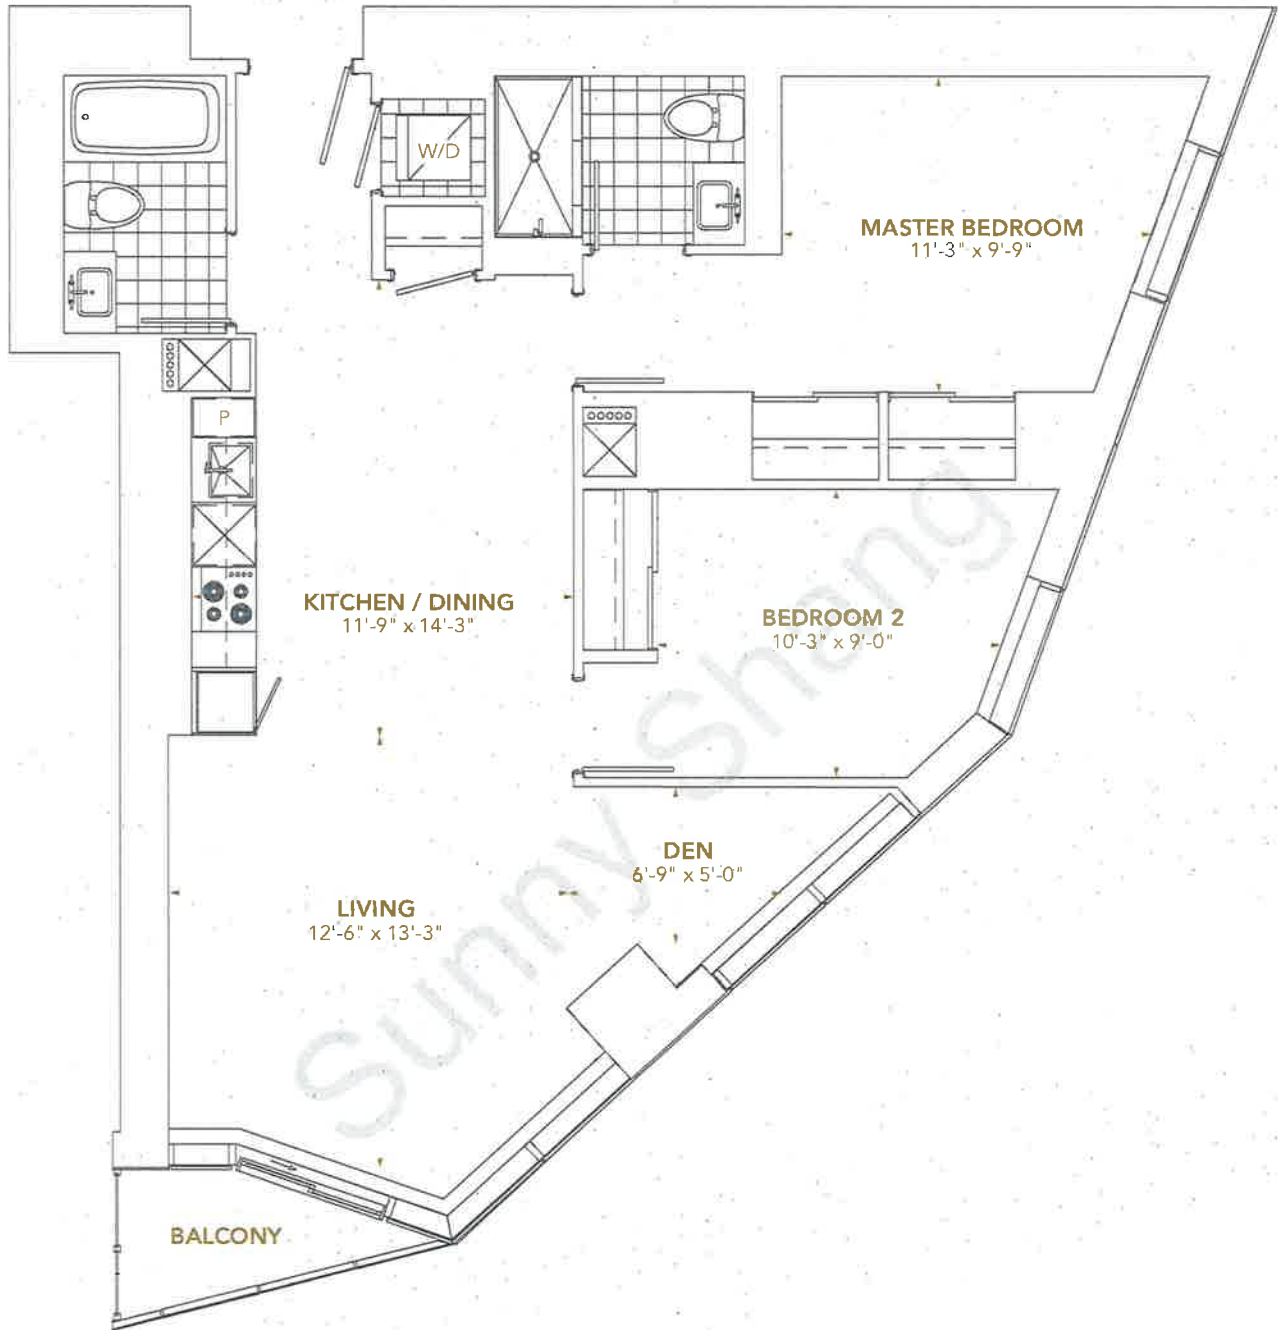 W/D
MASTER BEDROOM
11'-3" x 9'-9"
P
KITCHEN / DINING
11'-9" x 14'-3"
BEDROOM 2
10'-3" x 9'-0"
DEN
6'-9" x 5'-0"
LIVING
12'-6" x 13'-3"
BALCONY
Sunny Shang